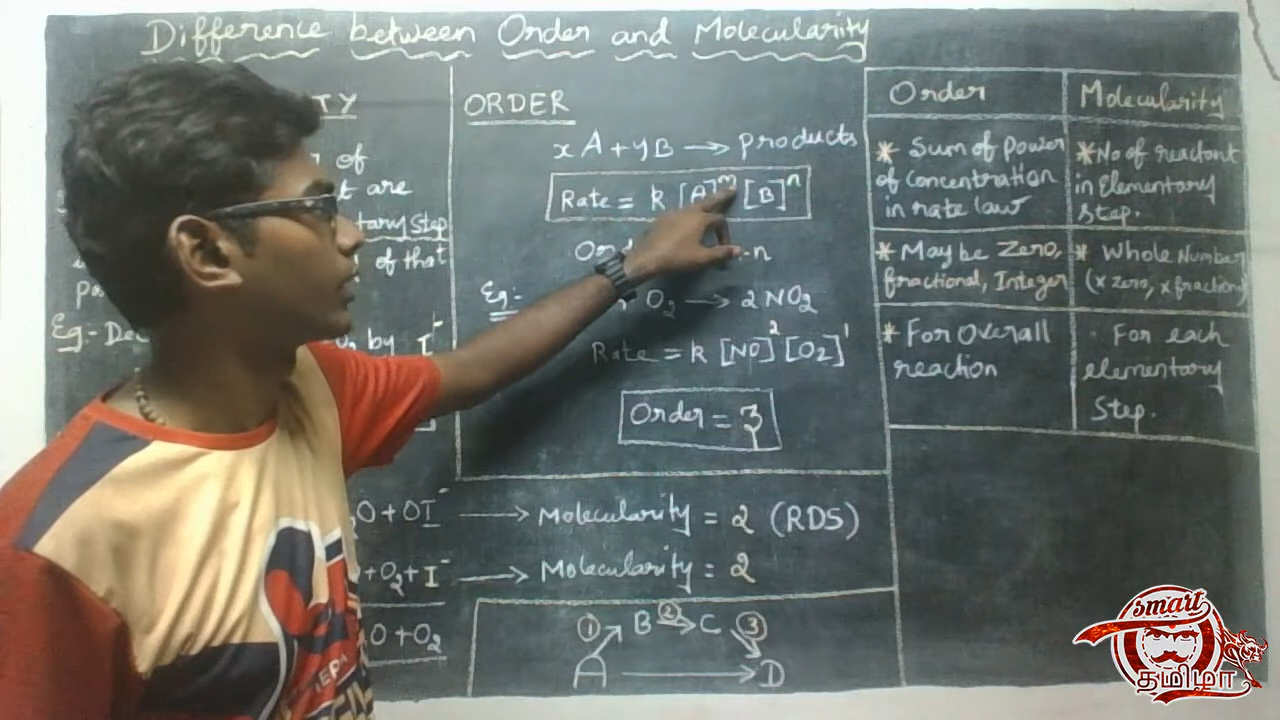 Difference between Order and Molecularity
TY
of
t are
tary Step
of that
Eg:- Dec by I⁻
O + OI⁻ ⟶ Molecularity = 2 (RDS)
+ O₂ + I⁻ ⟶ Molecularity = 2
O + O₂
ORDER
xA + yB ⟶ products
Rate = k [A]ᵐ [B]ⁿ
n
Eg:- O₂ ⟶ 2NO₂
Rate = k [NO]² [O₂]¹
Order = 3
① B ② C ③
A ⟶ D
Order Molecularity
* Sum of power
of concentration
in rate law
* No of reactant
in Elementary
Step.
* May be Zero,
fractional, Integer
* Whole Number
(x zero, x fraction)
* For Overall
reaction
· For each
elementary
Step.
smart
தமிழா